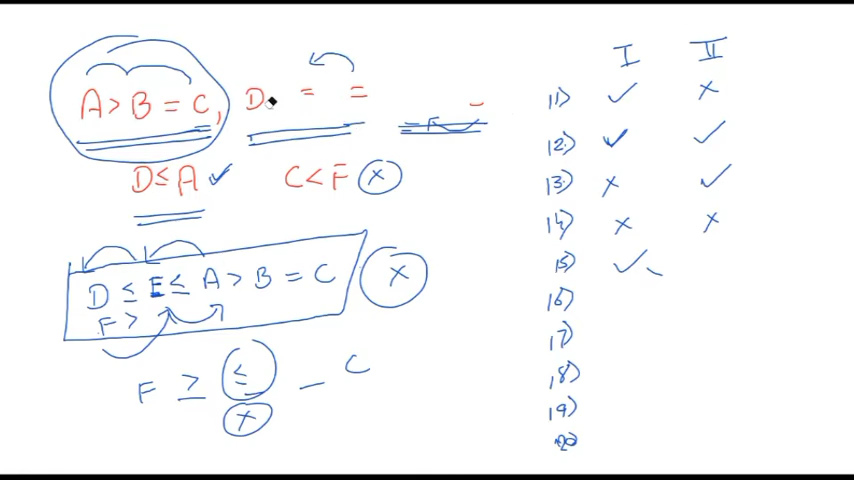 A > B = C, D = =
F
D ≤ A ✓ C < F ×
D ≤ E ≤ A > B = C ×
F >
F ≥ ≤ _ C
×
I II
11) ✓ ×
12) ✓ ✓
13) × ✓
14) × ×
15) ✓
16)
17)
18)
19)
20)